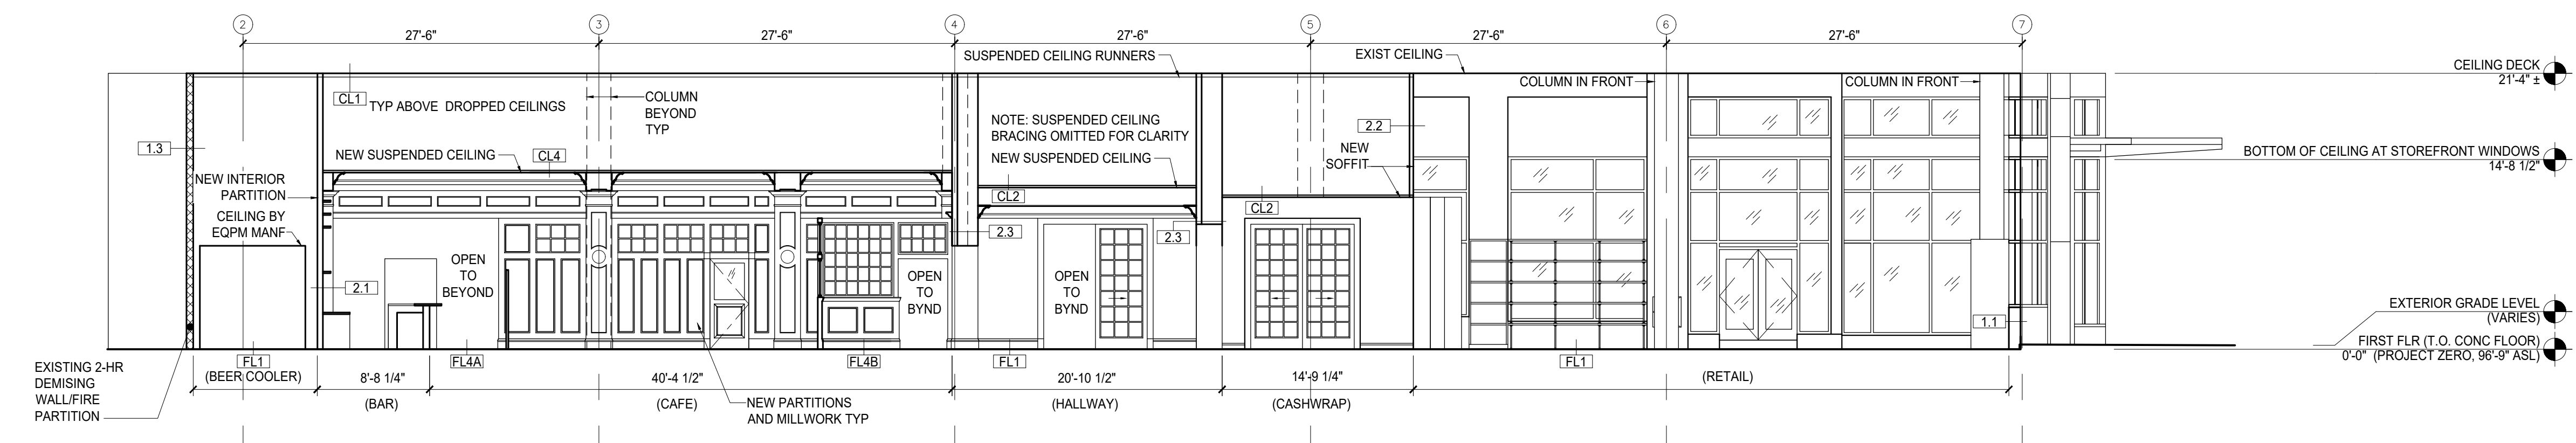 2
3
4
5
6
7
27'-6"
27'-6"
27'-6"
27'-6"
27'-6"
SUSPENDED CEILING RUNNERS
EXIST CEILING
CEILING DECK
21'-4" ±
COLUMN IN FRONT
COLUMN IN FRONT
CL1
TYP ABOVE DROPPED CEILINGS
COLUMN
BEYOND
TYP
NOTE: SUSPENDED CEILING
BRACING OMITTED FOR CLARITY
2.2
1.3
NEW SUSPENDED CEILING
CL4
NEW SUSPENDED CEILING
NEW
SOFFIT
BOTTOM OF CEILING AT STOREFRONT WINDOWS
14'-8 1/2"
NEW INTERIOR
PARTITION
CL2
CL2
CEILING BY
EQPM MANF
2.3
2.3
OPEN
TO
BEYOND
OPEN
TO
BYND
OPEN
TO
BYND
2.1
EXTERIOR GRADE LEVEL
(VARIES)
1.1
FIRST FLR (T.O. CONC FLOOR)
0'-0" (PROJECT ZERO, 96'-9" ASL)
EXISTING 2-HR
DEMISING
WALL/FIRE
PARTITION
FL1
FL4A
FL4B
FL1
FL1
(BEER COOLER)
8'-8 1/4"
(BAR)
40'-4 1/2"
(CAFE)
20'-10 1/2"
(HALLWAY)
14'-9 1/4"
(CASHWRAP)
(RETAIL)
NEW PARTITIONS
AND MILLWORK TYP